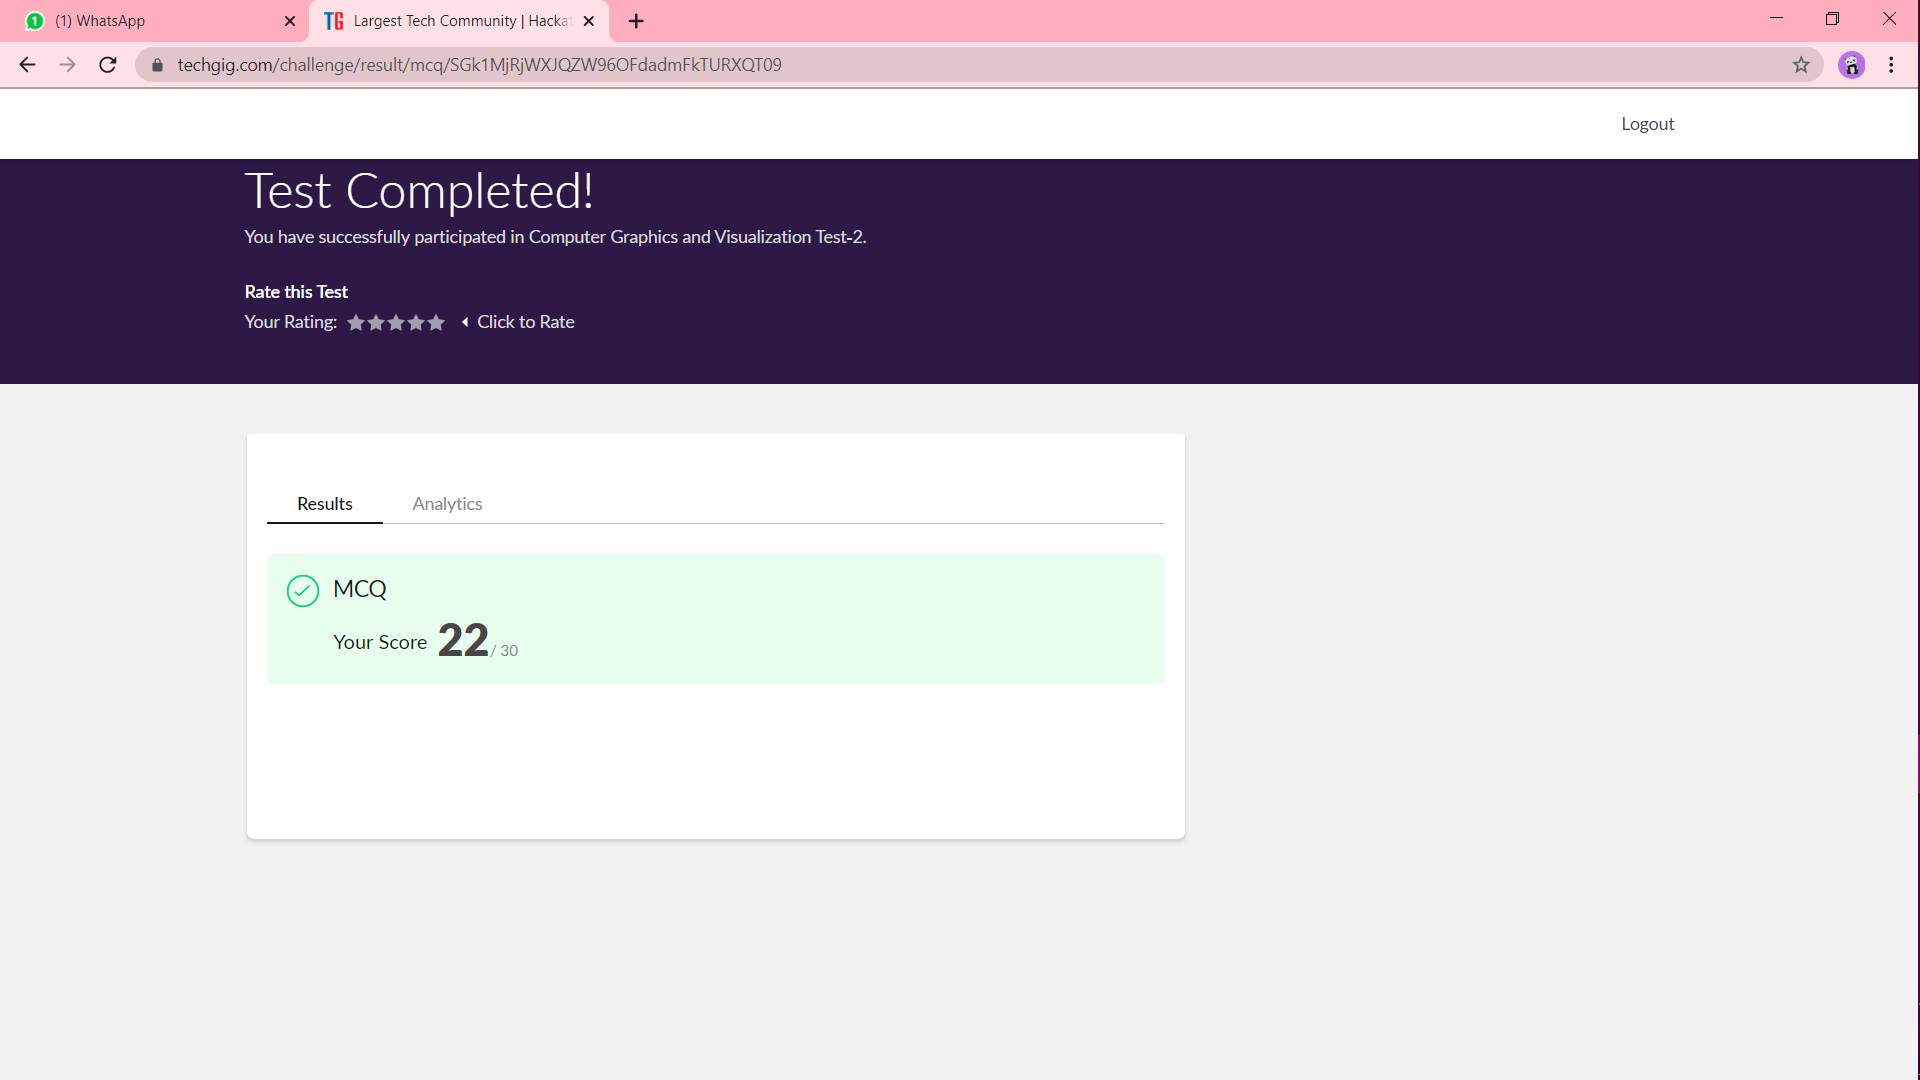 (1) WhatsApp
TG Largest Tech Community | Hacka
techgig.com/challenge/result/mcq/SGk1MjRjWXJQZW96OFdadmFkTURXQT09
Logout
Test Completed!
You have successfully participated in Computer Graphics and Visualization Test-2.
Rate this Test
Your Rating: Click to Rate
Results Analytics
MCQ
Your Score 22 / 30